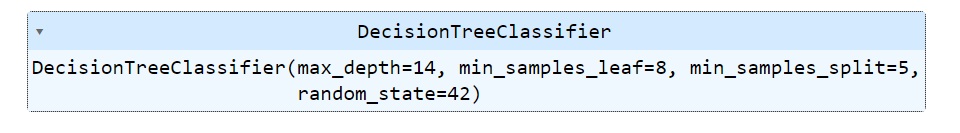 DecisionTreeClassifier
DecisionTreeClassifier(max_depth=14, min_samples_leaf=8, min_samples_split=5,
random_state=42)